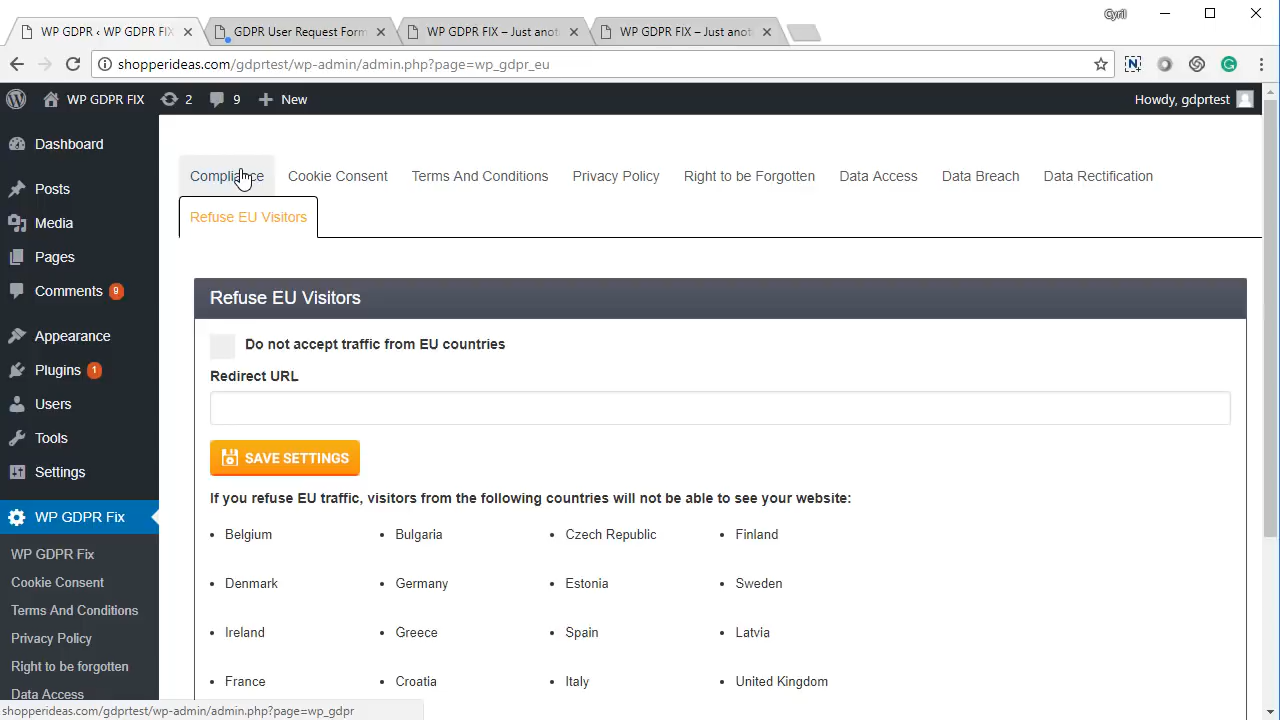 Cyril
WP GDPR ‹ WP GDPR FIX
GDPR User Request Form
WP GDPR FIX – Just anot
WP GDPR FIX – Just anot
shopperideas.com/gdprtest/wp-admin/admin.php?page=wp_gdpr_eu
WP GDPR FIX 2 9 New
Howdy, gdprtest
Dashboard
Posts
Media
Pages
Comments 9
Appearance
Plugins 1
Users
Tools
Settings
WP GDPR Fix
WP GDPR Fix
Cookie Consent
Terms And Conditions
Privacy Policy
Right to be forgotten
Data Access
Compliance Cookie Consent Terms And Conditions Privacy Policy Right to be Forgotten Data Access Data Breach Data Rectification
Refuse EU Visitors
Refuse EU Visitors
Do not accept traffic from EU countries
Redirect URL
SAVE SETTINGS
If you refuse EU traffic, visitors from the following countries will not be able to see your website:
• Belgium • Bulgaria • Czech Republic • Finland
• Denmark • Germany • Estonia • Sweden
• Ireland • Greece • Spain • Latvia
• France • Croatia • Italy • United Kingdom
shopperideas.com/gdprtest/wp-admin/admin.php?page=wp_gdpr